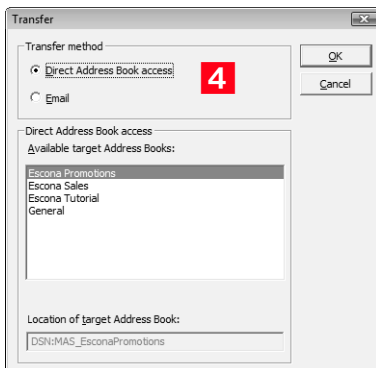 Transfer
Transfer method
Direct Address Book access
Email
4
OK
Cancel
Direct Address Book access
Available target Address Books:
Escona Promotions
Escona Sales
Escona Tutorial
General
Location of target Address Book:
DSN:MAS_EsconaPromotions